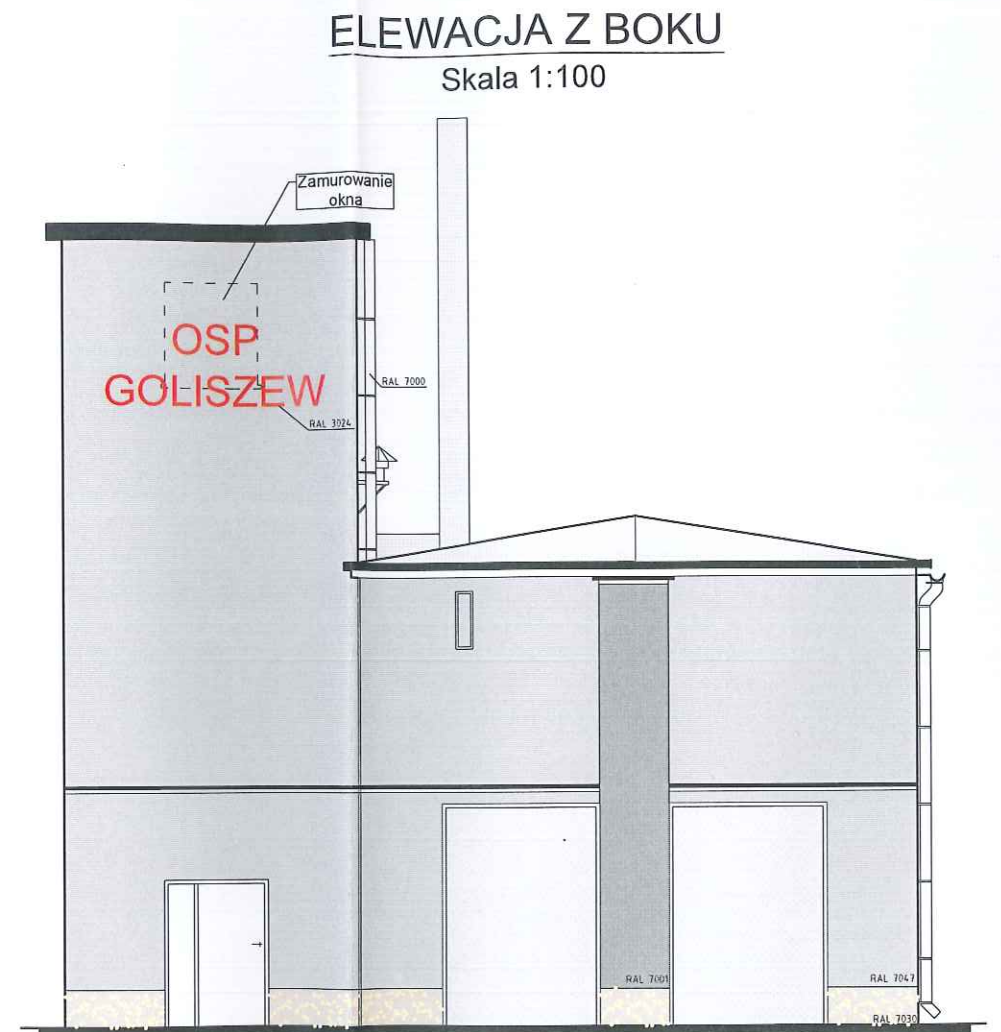 ELEWACJA Z BOKU
Skala 1:100
Zamurowanie
okna
OSP
GOLISZEW
RAL 7000
RAL 3024
RAL 7001
RAL 7047
RAL 7030